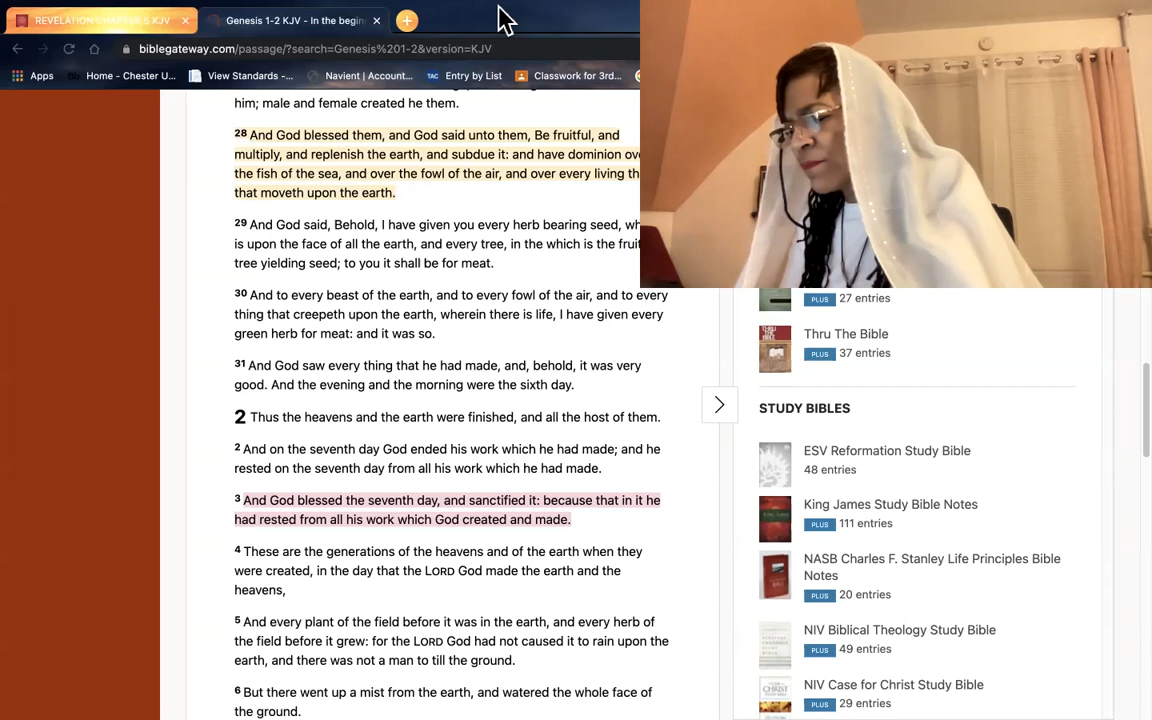 REVELATION CHAPTER 5 KJV
Genesis 1-2 KJV - In the begin
biblegateway.com/passage/?search=Genesis%201-2&version=KJV
Apps
Home - Chester U...
View Standards -...
Navient | Account...
TAC Entry by List
Classwork for 3rd...
him; male and female created he them.
28 And God blessed them, and God said unto them, Be fruitful, and
multiply, and replenish the earth, and subdue it: and have dominion ov
the fish of the sea, and over the fowl of the air, and over every living th
that moveth upon the earth.
29 And God said, Behold, I have given you every herb bearing seed, wh
is upon the face of all the earth, and every tree, in the which is the frui
tree yielding seed; to you it shall be for meat.
30 And to every beast of the earth, and to every fowl of the air, and to every
thing that creepeth upon the earth, wherein there is life, I have given every
green herb for meat: and it was so.
31 And God saw every thing that he had made, and, behold, it was very
good. And the evening and the morning were the sixth day.
2 Thus the heavens and the earth were finished, and all the host of them.
2 And on the seventh day God ended his work which he had made; and he
rested on the seventh day from all his work which he had made.
3 And God blessed the seventh day, and sanctified it: because that in it he
had rested from all his work which God created and made.
4 These are the generations of the heavens and of the earth when they
were created, in the day that the LORD God made the earth and the
heavens,
5 And every plant of the field before it was in the earth, and every herb of
the field before it grew: for the LORD God had not caused it to rain upon the
earth, and there was not a man to till the ground.
6 But there went up a mist from the earth, and watered the whole face of
the ground.
PLUS 27 entries
Thru The Bible
PLUS 37 entries
STUDY BIBLES
ESV Reformation Study Bible
48 entries
King James Study Bible Notes
PLUS 111 entries
NASB Charles F. Stanley Life Principles Bible
Notes
PLUS 20 entries
NIV Biblical Theology Study Bible
PLUS 49 entries
NIV Case for Christ Study Bible
PLUS 29 entries